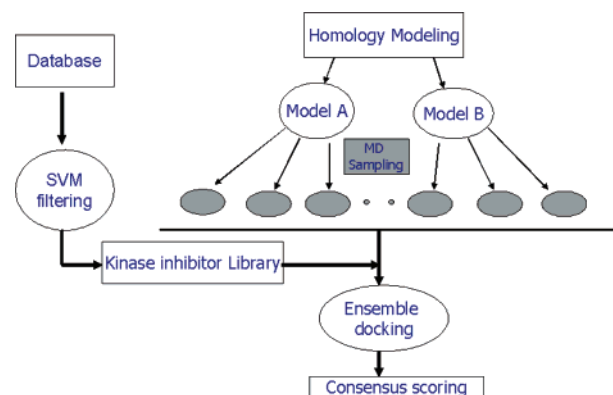 Homology Modeling
Database
Model A
Model B
MD
Sampling
SVM
filtering
Kinase inhibitor Library
Ensemble
docking
Consensus scoring